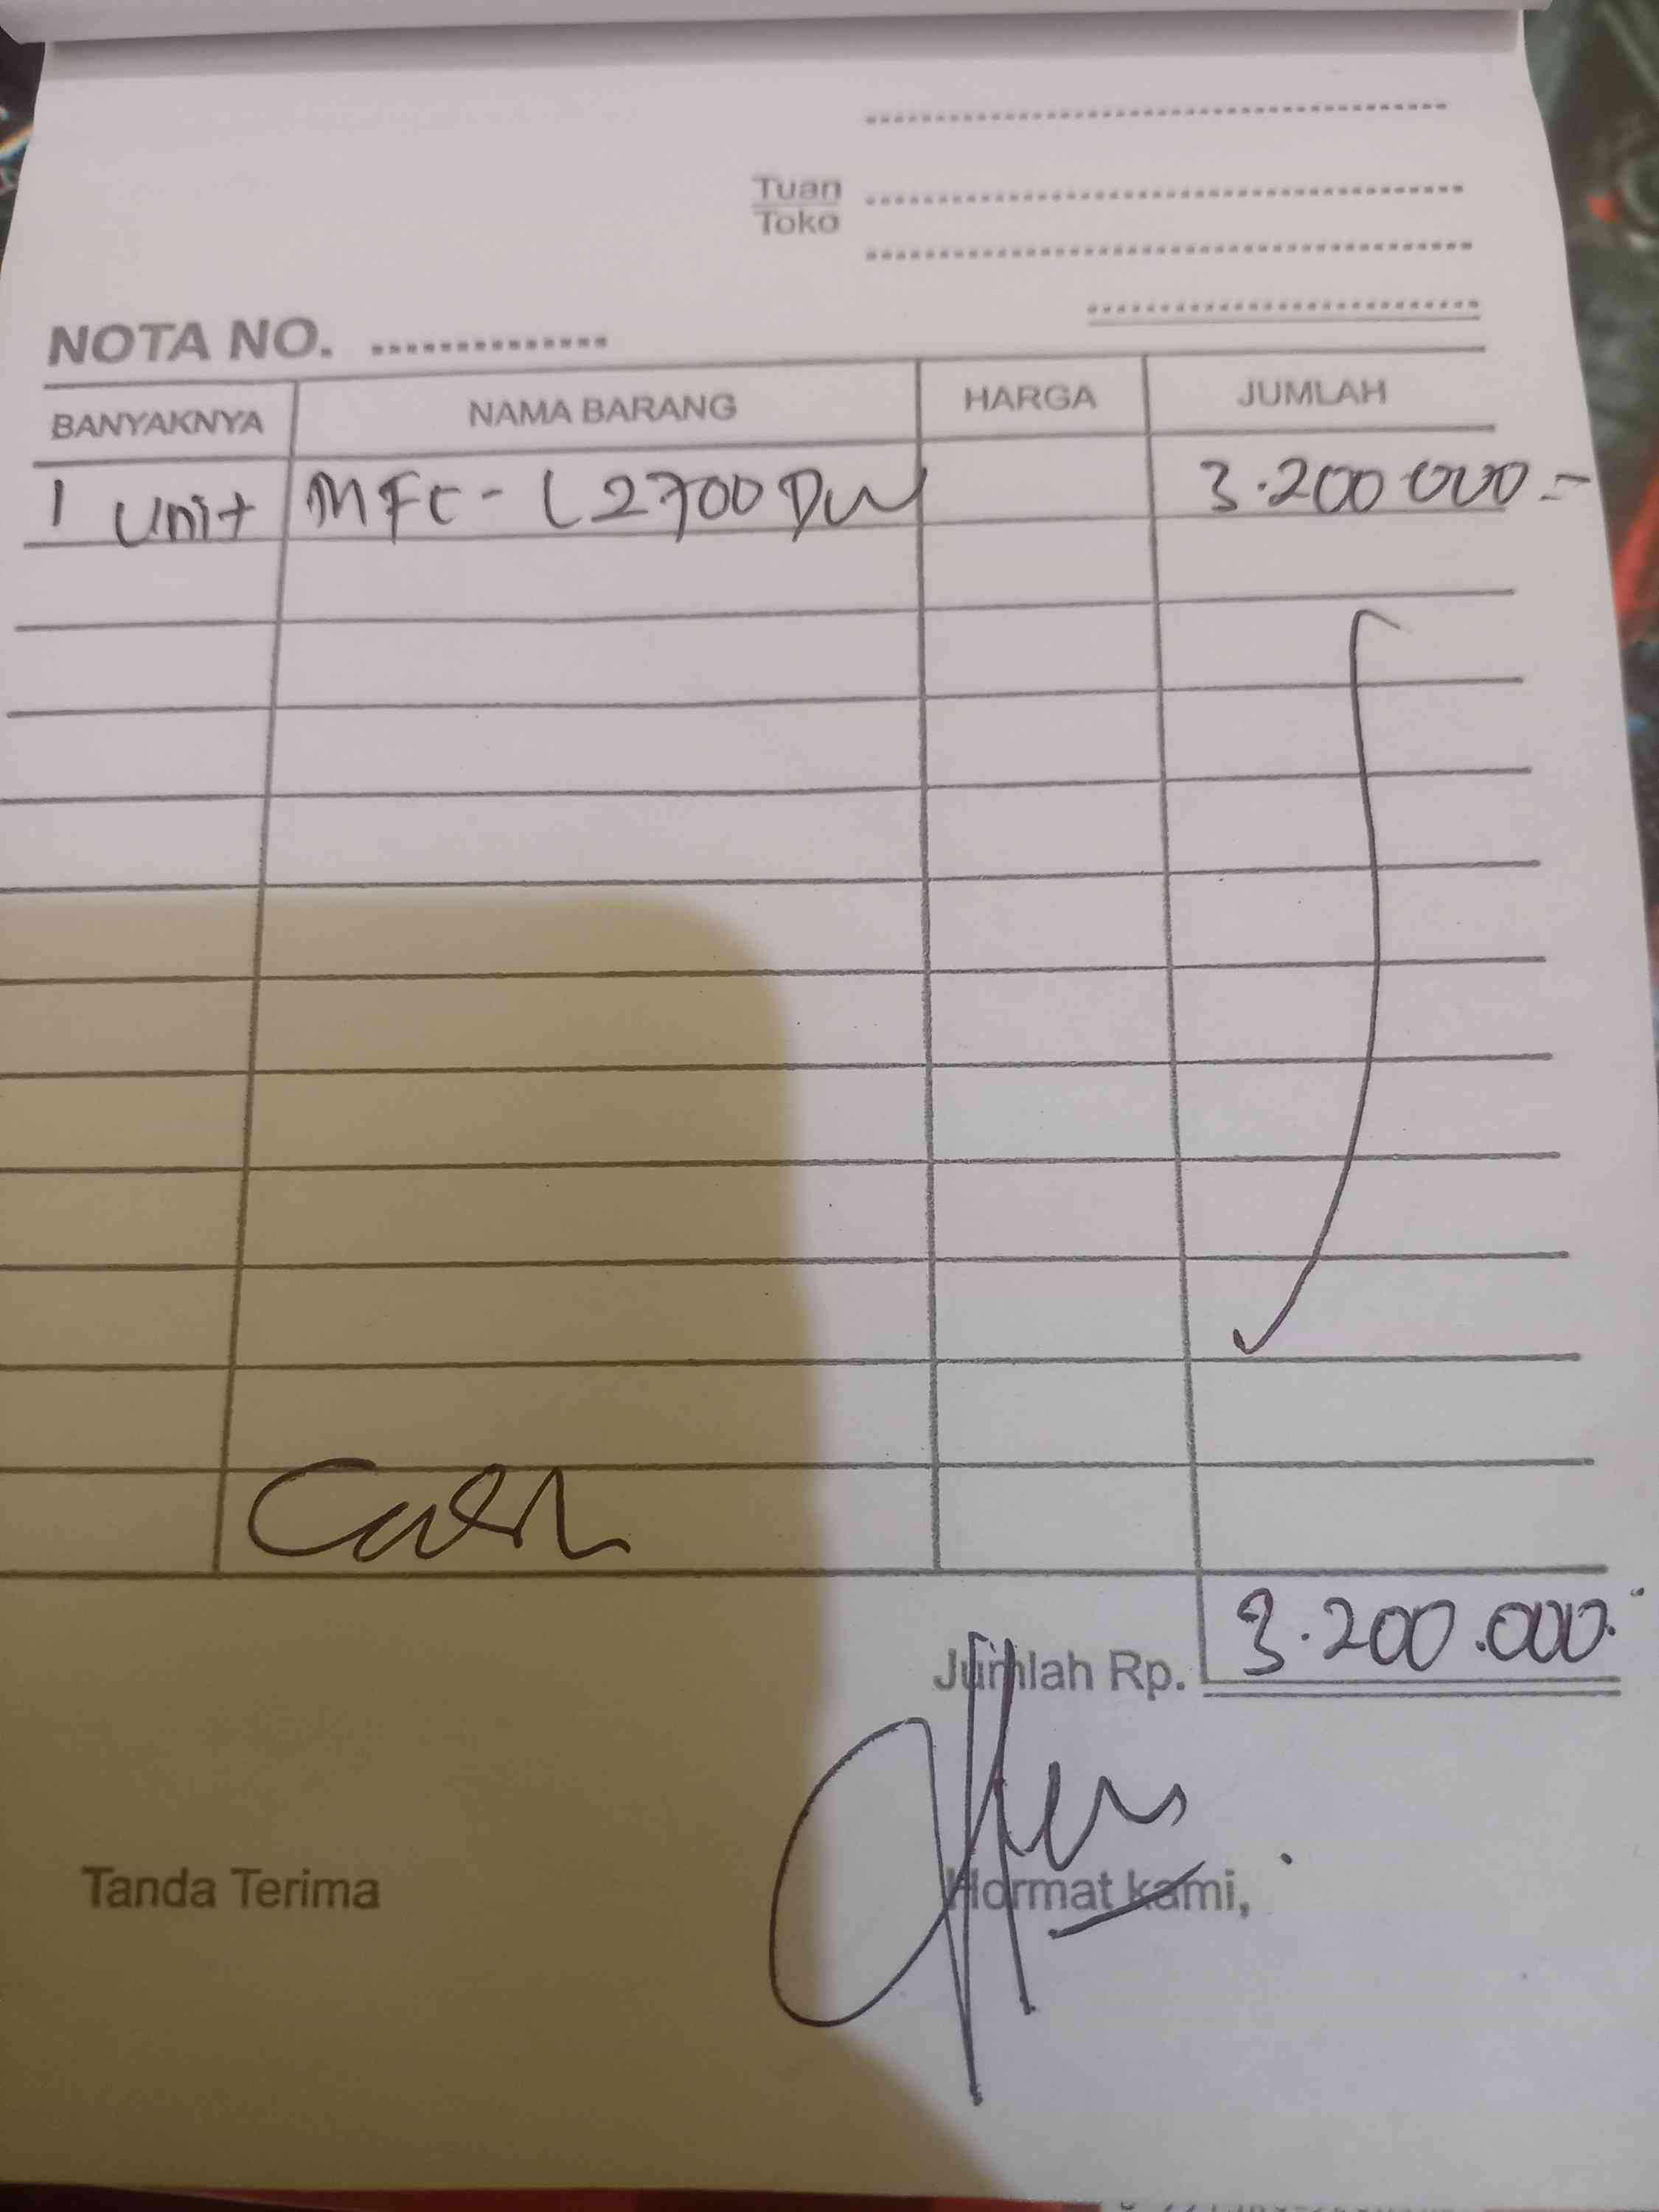 Tuan
Toko
NOTA NO.
BANYAKNYA NAMA BARANG HARGA JUMLAH
1 Unit MFC-L2700DW 3.200.000=
Cash
Jumlah Rp. 3.200.000.
Tanda Terima Hormat kami,